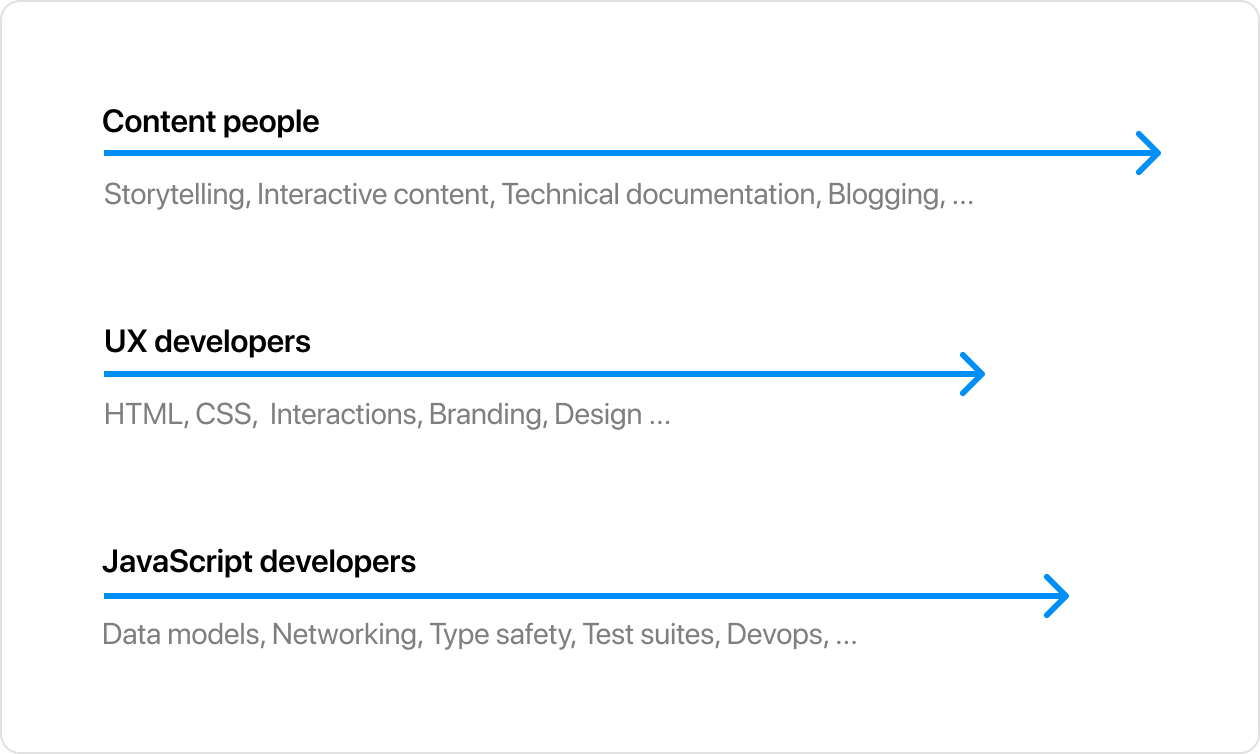 Content people
Storytelling, Interactive content, Technical documentation, Blogging, ...
UX developers
HTML, CSS,  Interactions, Branding, Design ...
JavaScript developers
Data models, Networking, Type safety, Test suites, Devops, ...